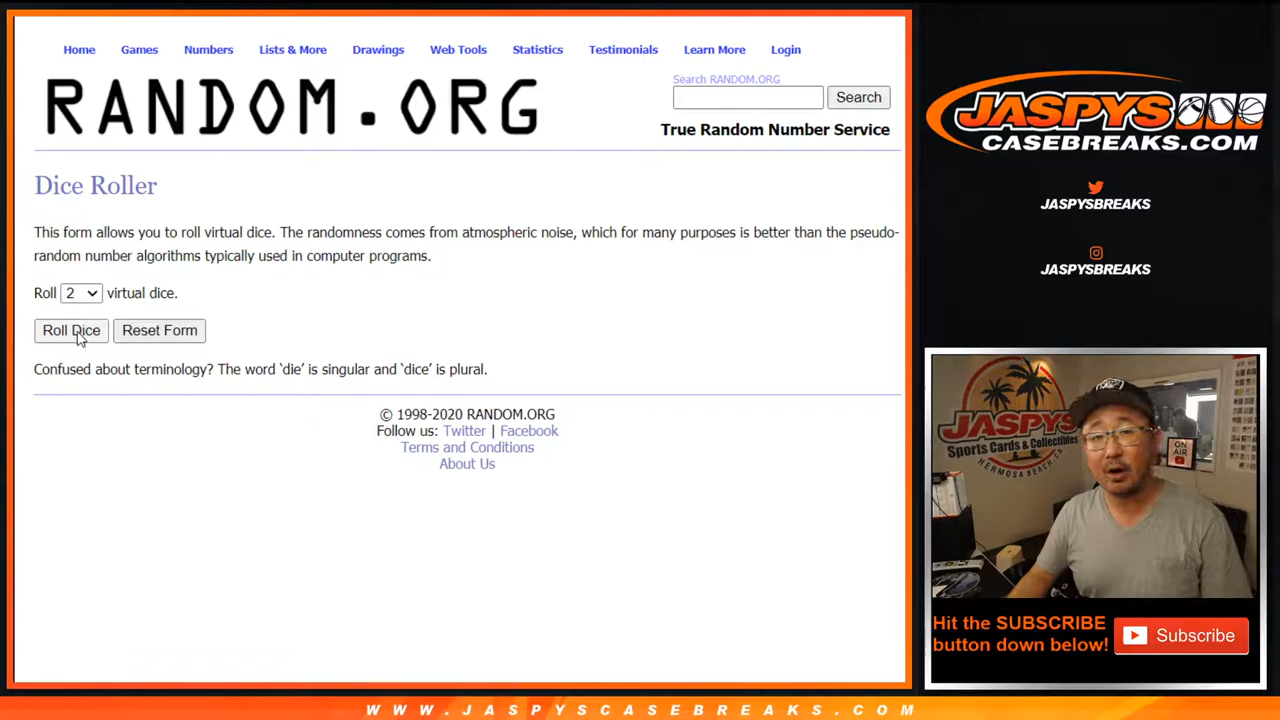 Home Games Numbers Lists & More Drawings Web Tools Statistics Testimonials Learn More Login
RANDOM.ORG
Search RANDOM.ORG
Search
True Random Number Service
Dice Roller
This form allows you to roll virtual dice. The randomness comes from atmospheric noise, which for many purposes is better than the pseudo-
random number algorithms typically used in computer programs.
Roll 2 virtual dice.
Roll Dice Reset Form
Confused about terminology? The word ‘die’ is singular and ‘dice’ is plural.
© 1998-2020 RANDOM.ORG
Follow us: Twitter | Facebook
Terms and Conditions
About Us
JASPYS
CASEBREAKS.COM
JASPYSBREAKS
JASPYSBREAKS
JASPYS
Sports Cards & Collectibles
HERMOSA BEACH, CA
ON
AIR
Hit the SUBSCRIBE
button down below!
Subscribe
WWW.JASPYSCASEBREAKS.COM